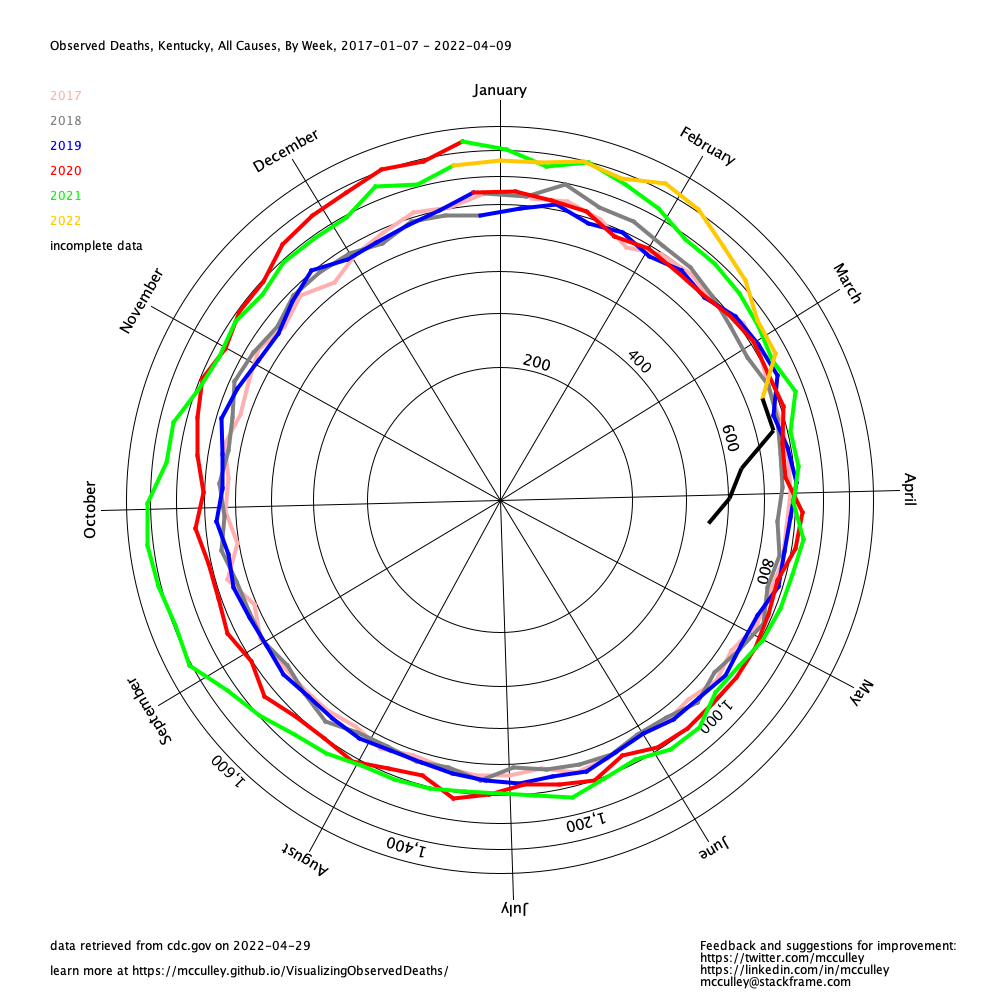 Observed Deaths, Kentucky, All Causes, By Week, 2017-01-07 - 2022-04-09
2017
2018
2019
2020
2021
2022
incomplete data
January
February
March
April
May
June
July
August
September
October
November
December
200
400
600
800
1,000
1,200
1,400
1,600
data retrieved from cdc.gov on 2022-04-29
learn more at https://mcculley.github.io/VisualizingObservedDeaths/
Feedback and suggestions for improvement:
https://twitter.com/mcculley
https://linkedin.com/in/mcculley
mcculley@stackframe.com